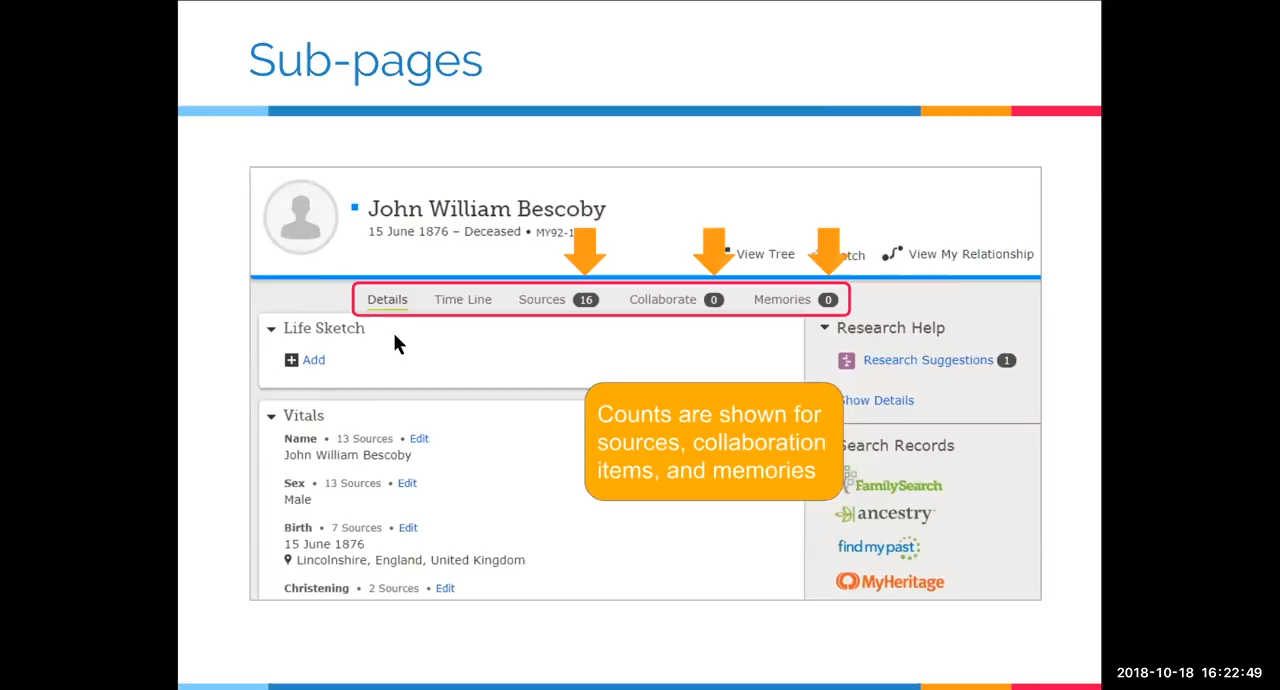 Sub-pages
John William Bescoby
15 June 1876 – Deceased • MY92-1
View Tree
View My Relationship
Details Time Line Sources 16 Collaborate 0 Memories 0
Life Sketch
Add
Vitals
Name • 13 Sources • Edit
John William Bescoby
Sex • 13 Sources • Edit
Male
Birth • 7 Sources • Edit
15 June 1876
Lincolnshire, England, United Kingdom
Christening • 2 Sources • Edit
Counts are shown for
sources, collaboration
items, and memories
Research Help
Research Suggestions 1
Show Details
Search Records
FamilySearch
ancestry
findmypast
MyHeritage
2018-10-18 16:22:49